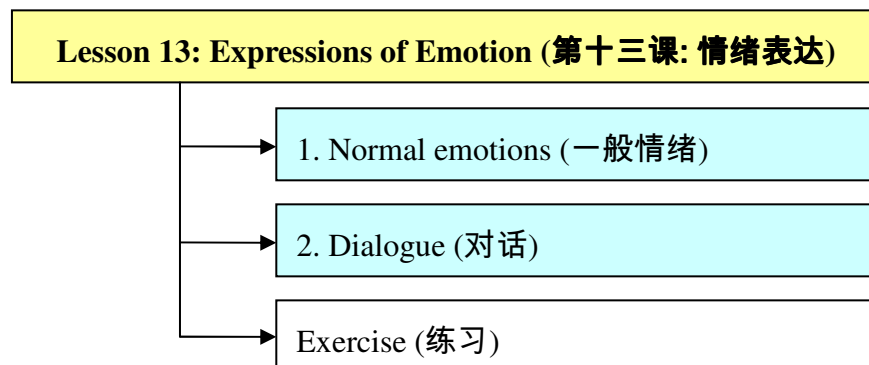 Lesson 13: Expressions of Emotion (第十三课: 情绪表达)
1. Normal emotions (一般情绪)
2. Dialogue (对话)
Exercise (练习)